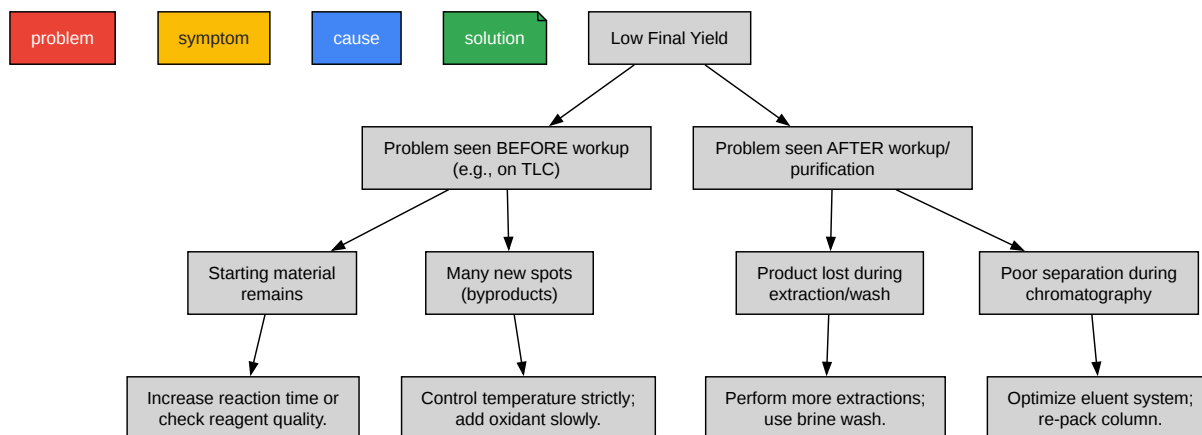 problem
symptom
cause
solution
Low Final Yield
Problem seen BEFORE workup
(e.g., on TLC)
Problem seen AFTER workup/
purification
Starting material
remains
Many new spots
(byproducts)
Product lost during
extraction/wash
Poor separation during
chromatography
Increase reaction time or
check reagent quality.
Control temperature strictly;
add oxidant slowly.
Perform more extractions;
use brine wash.
Optimize eluent system;
re-pack column.